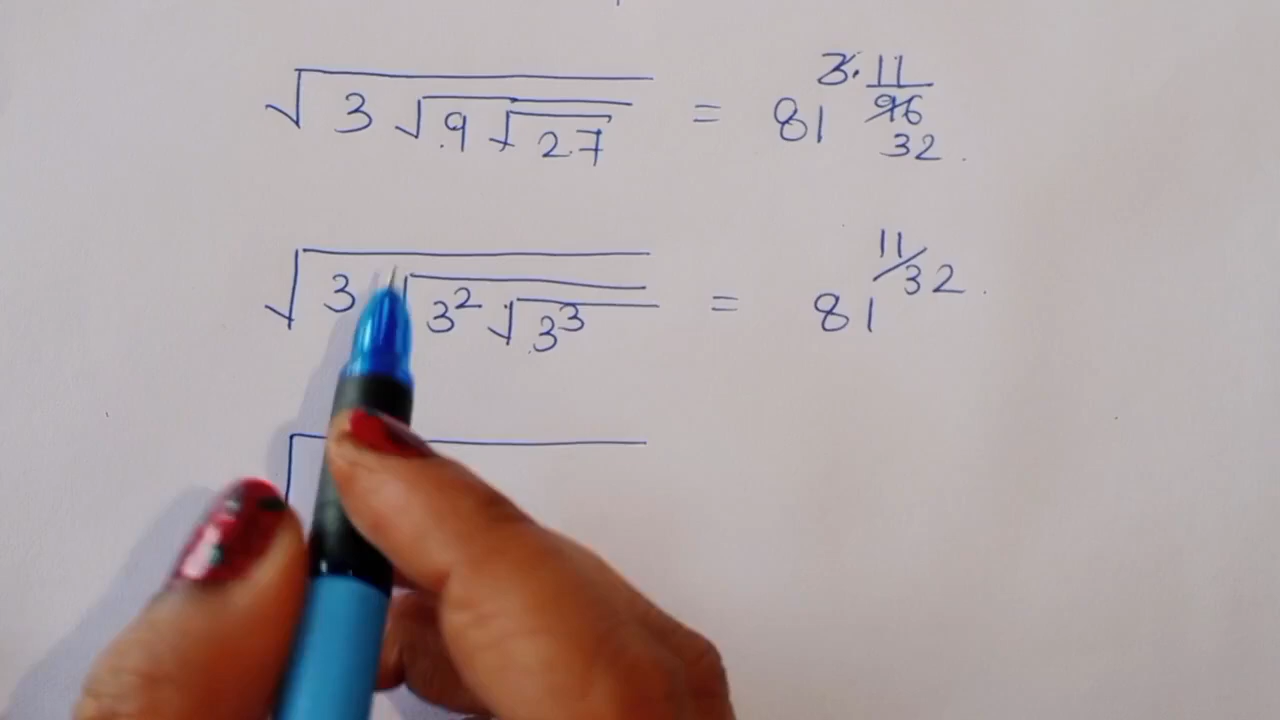 √3√9√27 = 81^(3·11/96 32)
√3√3²√3³ = 81^(11/32)
√